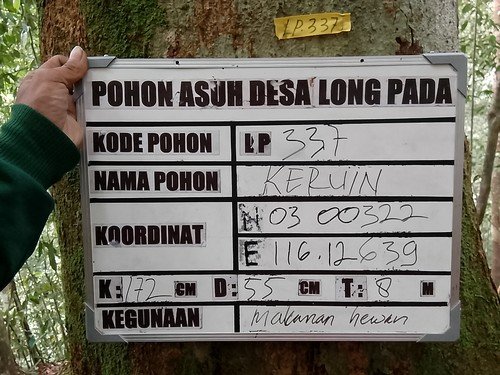 LP.337
POHON ASUH DESA LONG PADA
KODE POHON LP 337
NAMA POHON KERUIN
KOORDINAT N 03 00322
E 116.12639
K: 172 CM D: 55 CM T: 8 M
KEGUNAAN Makanan hewan